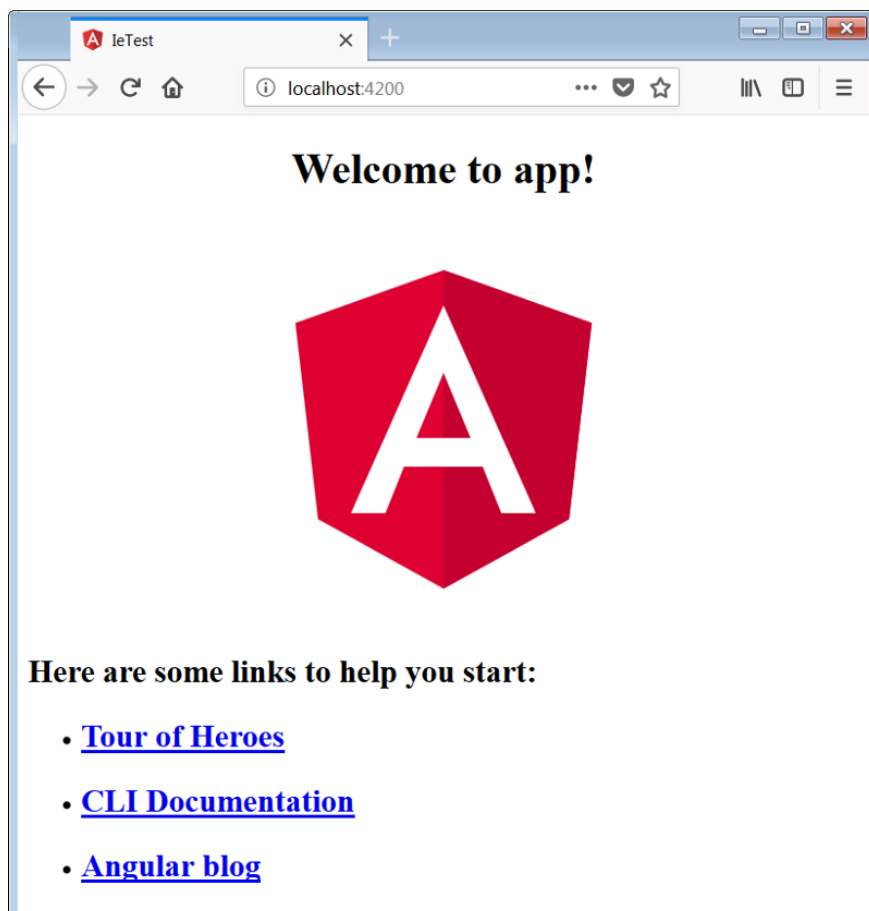 IeTest
localhost:4200
Welcome to app!
A
Here are some links to help you start:
Tour of Heroes
CLI Documentation
Angular blog